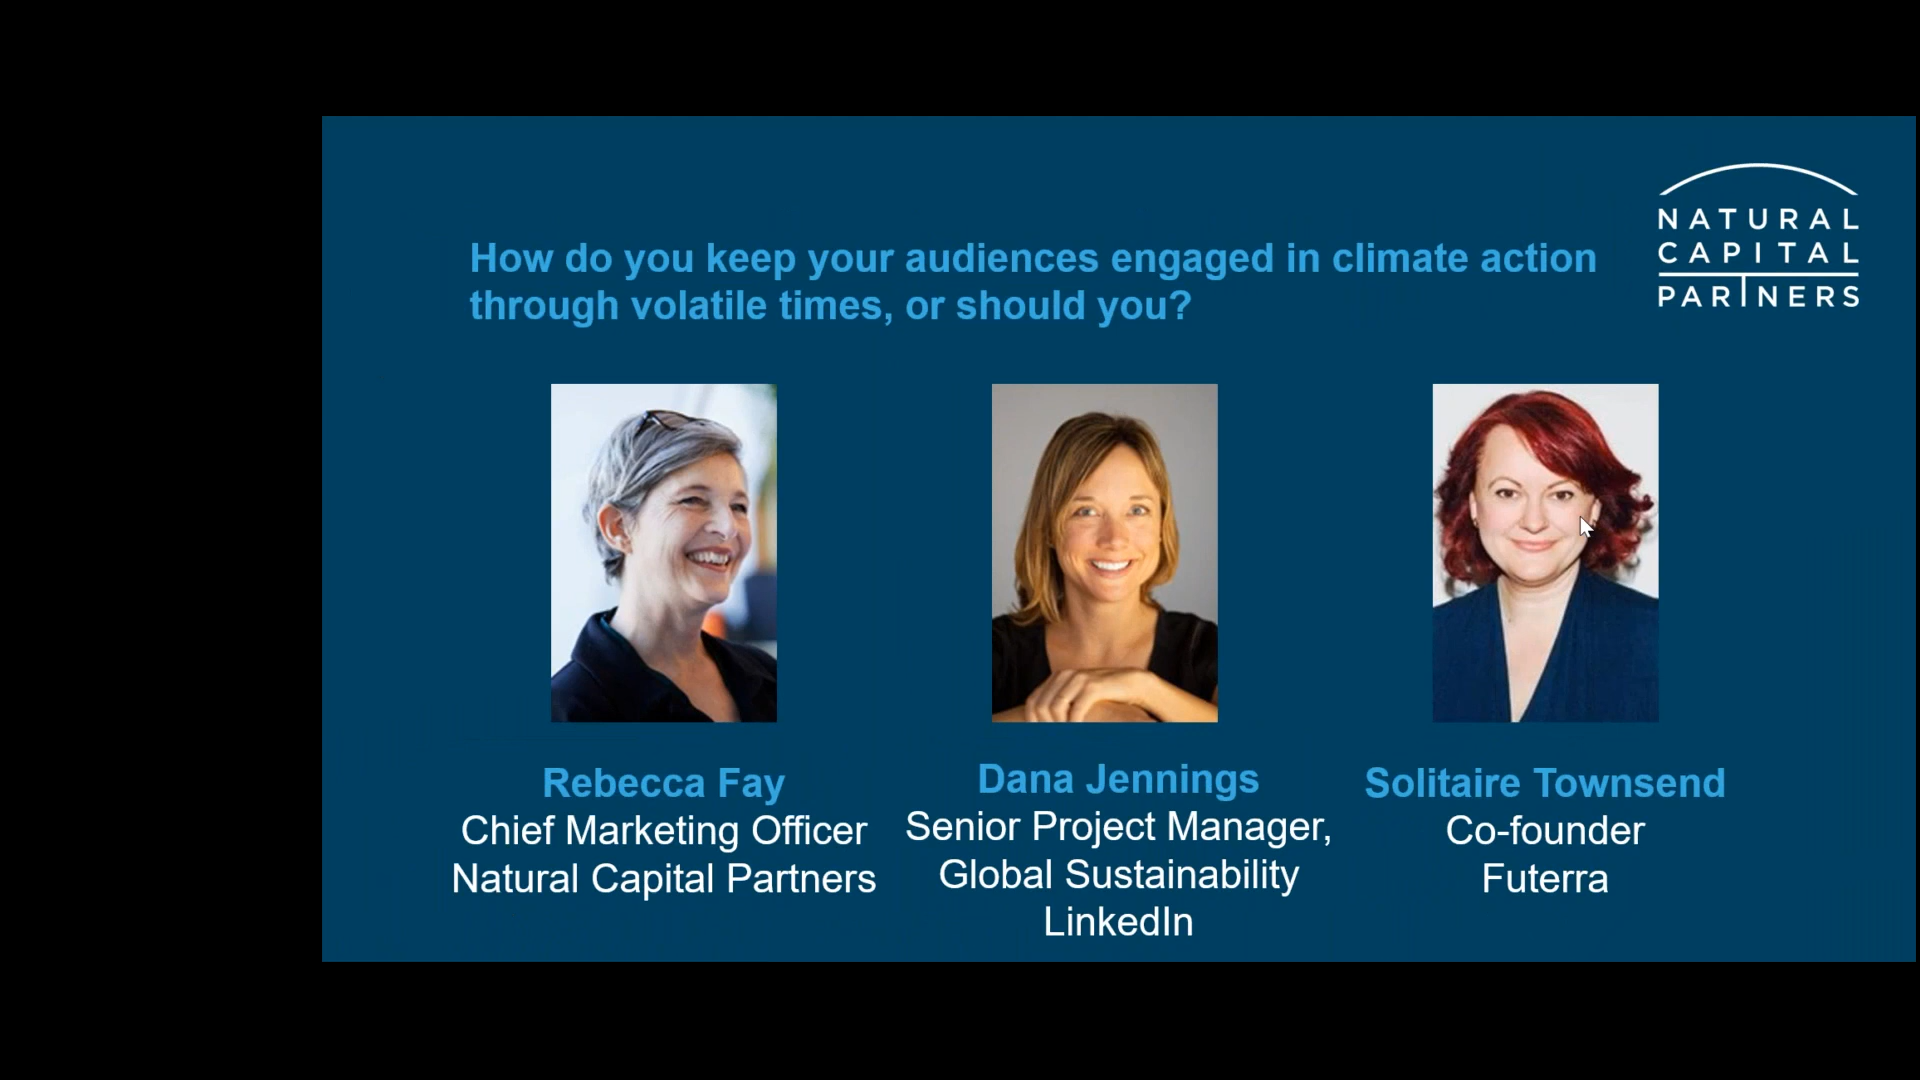 How do you keep your audiences engaged in climate action
through volatile times, or should you?
NATURAL
CAPITAL
PARTNERS
Rebecca Fay
Chief Marketing Officer
Natural Capital Partners
Dana Jennings
Senior Project Manager,
Global Sustainability
LinkedIn
Solitaire Townsend
Co-founder
Futerra